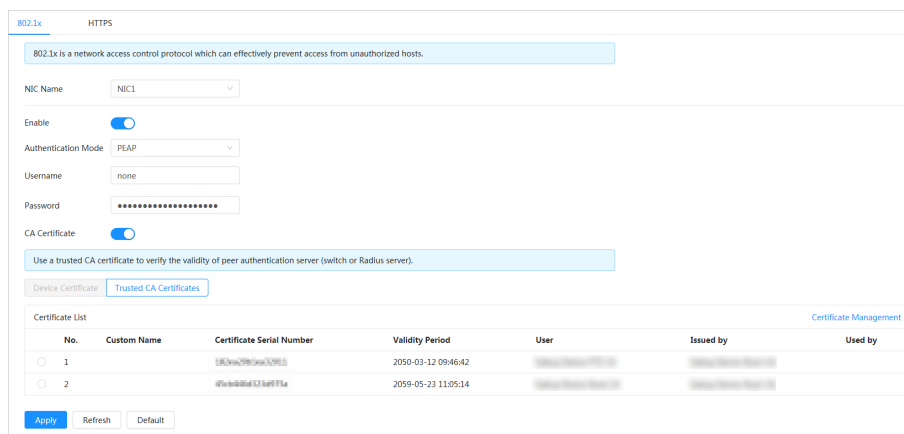 802.1x HTTPS
802.1x is a network access control protocol which can effectively prevent access from unauthorized hosts.
NIC Name NIC1
Enable
Authentication Mode PEAP
Username none
Password ••••••••••••••••••••
CA Certificate
Use a trusted CA certificate to verify the validity of peer authentication server (switch or Radius server).
Device Certificate Trusted CA Certificates
Certificate List Certificate Management
No. Custom Name Certificate Serial Number Validity Period User Issued by Used by
1 2050-03-12 09:46:42
2 2059-05-23 11:05:14
Apply Refresh Default